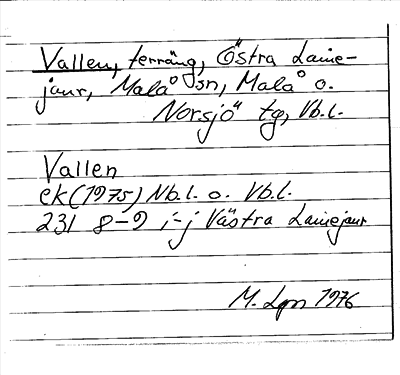 Vallen, terräng, Östra Lainejaur, Malå sn, Malå o.
Norsjö tg, Vb.l.
Vallen
ek (1975) Nb.l. o. Vb.l.
231 8-9 i-j Västra Lainejaur
M. Lgn 1976